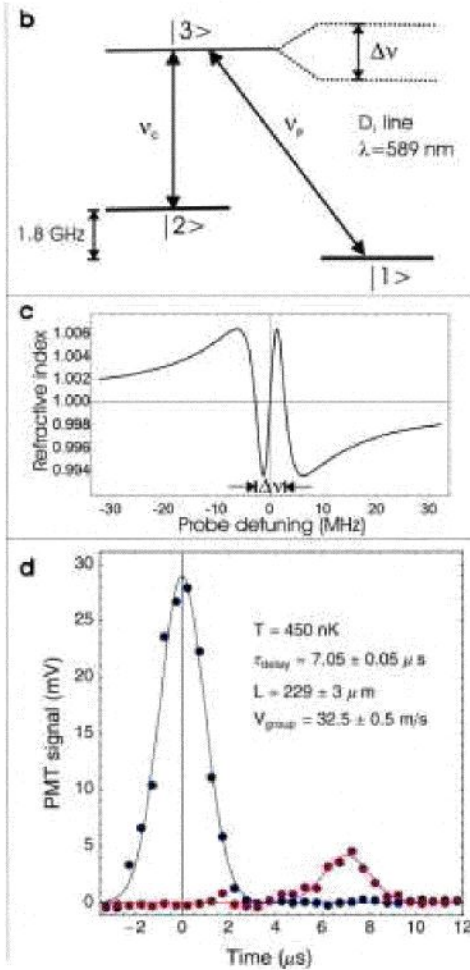 b
|3>
Δν
ν_c
ν_p
D₁ line
λ=589 nm
|2>
1.8 GHz
|1>
c
Refractive index
1.006
1.004
1.002
1.000
0.998
0.996
0.994
Δν
-30 -20 -10 0 10 20 30
Probe detuning (MHz)
d
PMT signal (mV)
30
25
20
15
10
5
0
T = 450 nK
τdelay = 7.05 ± 0.05 μs
L = 229 ± 3 μm
Vgroup = 32.5 ± 0.5 m/s
−2 0 2 4 6 8 10 12
Time (μs)